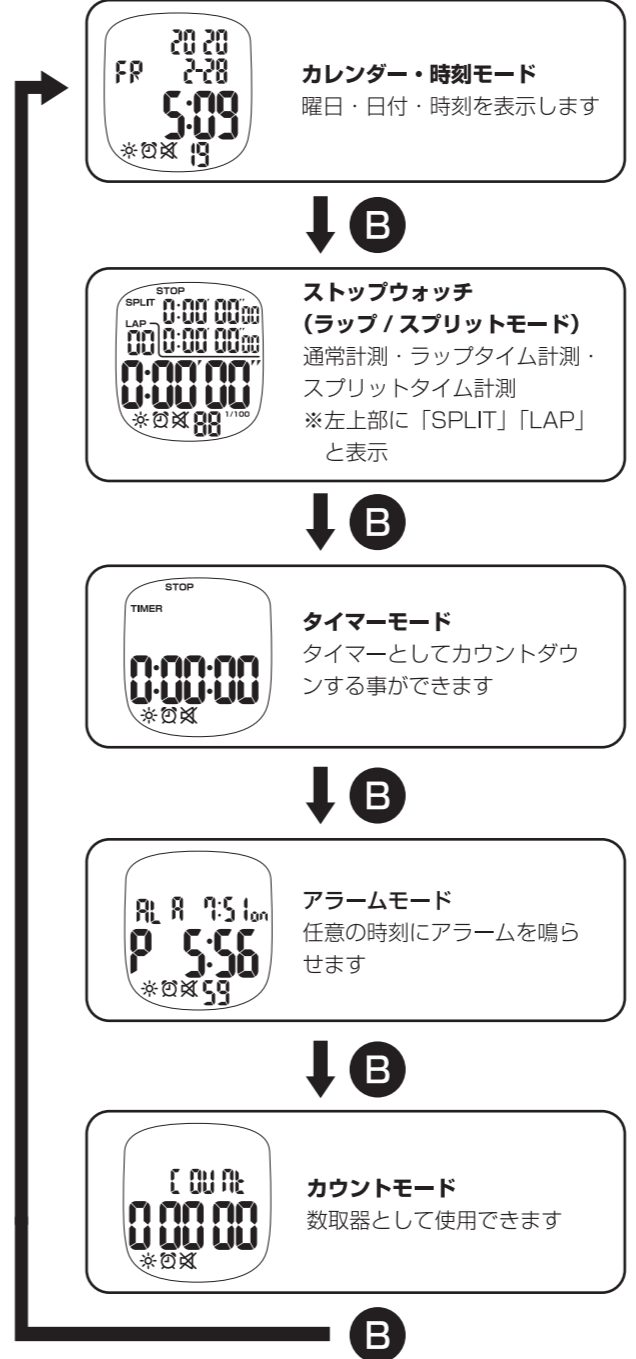 20 20
FR 2-28
5:09
19
カレンダー・時刻モード
曜日・日付・時刻を表示します
B
STOP
SPLIT 0:00'00"00
LAP
00 0:00'00"00
0:00'00"
88 1/100
ストップウォッチ
(ラップ / スプリットモード)
通常計測・ラップタイム計測・
スプリットタイム計測
※左上部に「SPLIT」「LAP」
と表示
B
STOP
TIMER
0:00:00
タイマーモード
タイマーとしてカウントダウ
ンする事ができます
B
AL A 7:51on
P 5:56
59
アラームモード
任意の時刻にアラームを鳴ら
せます
B
COUNt
0 00 00
カウントモード
数取器として使用できます
B